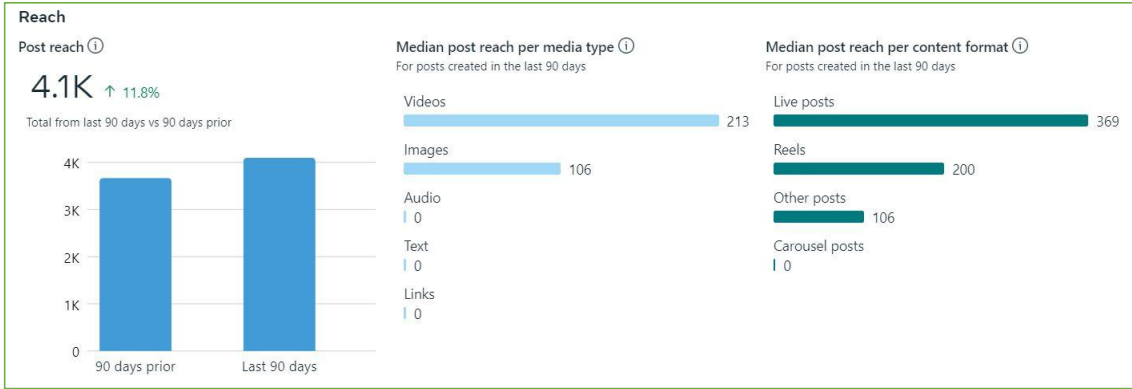 Reach
Post reach
4.1K ↑ 11.8%
Total from last 90 days vs 90 days prior
4K
3K
2K
1K
0
90 days prior Last 90 days
Median post reach per media type
For posts created in the last 90 days
Videos
213
Images
106
Audio
0
Text
0
Links
0
Median post reach per content format
For posts created in the last 90 days
Live posts
369
Reels
200
Other posts
106
Carousel posts
0